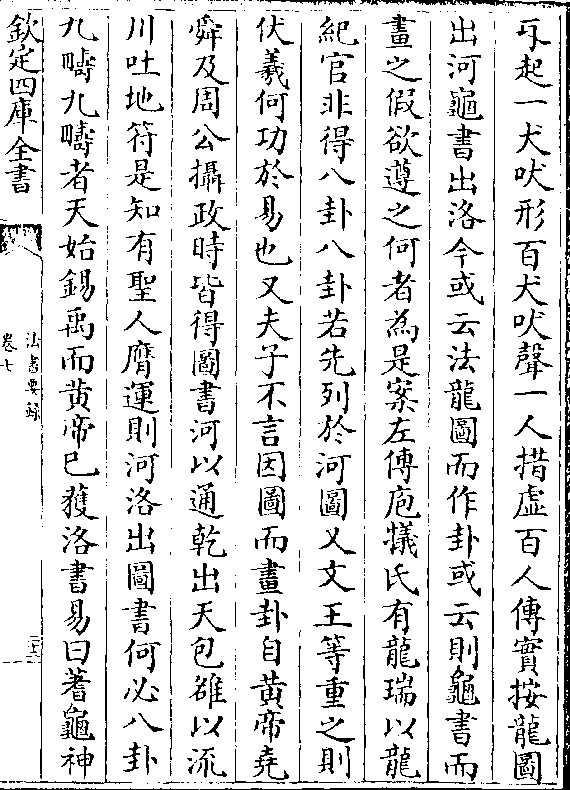 互起一犬吠形百犬吠聲一人措虚百人傳實按龍圖
出河龜書出洛今或云法龍圖而作卦或云則龜書而
畫之假欲遵之何者為是案左傳庖犧氏有龍瑞以龍
紀官非得八卦八卦若先列於河圖又文王等重之則
伏羲何功於易也又夫子不言因圖而畫卦自黄帝堯
舜及周公攝政時皆得圖書河以通乾出天包雒以流
川吐地符是知有聖人膺運則河洛出圖書何必八卦
九疇九疇者天始錫禹而黄帝已獲洛書易曰蓍龜神
欽定四庫全書
法書要録
卷七